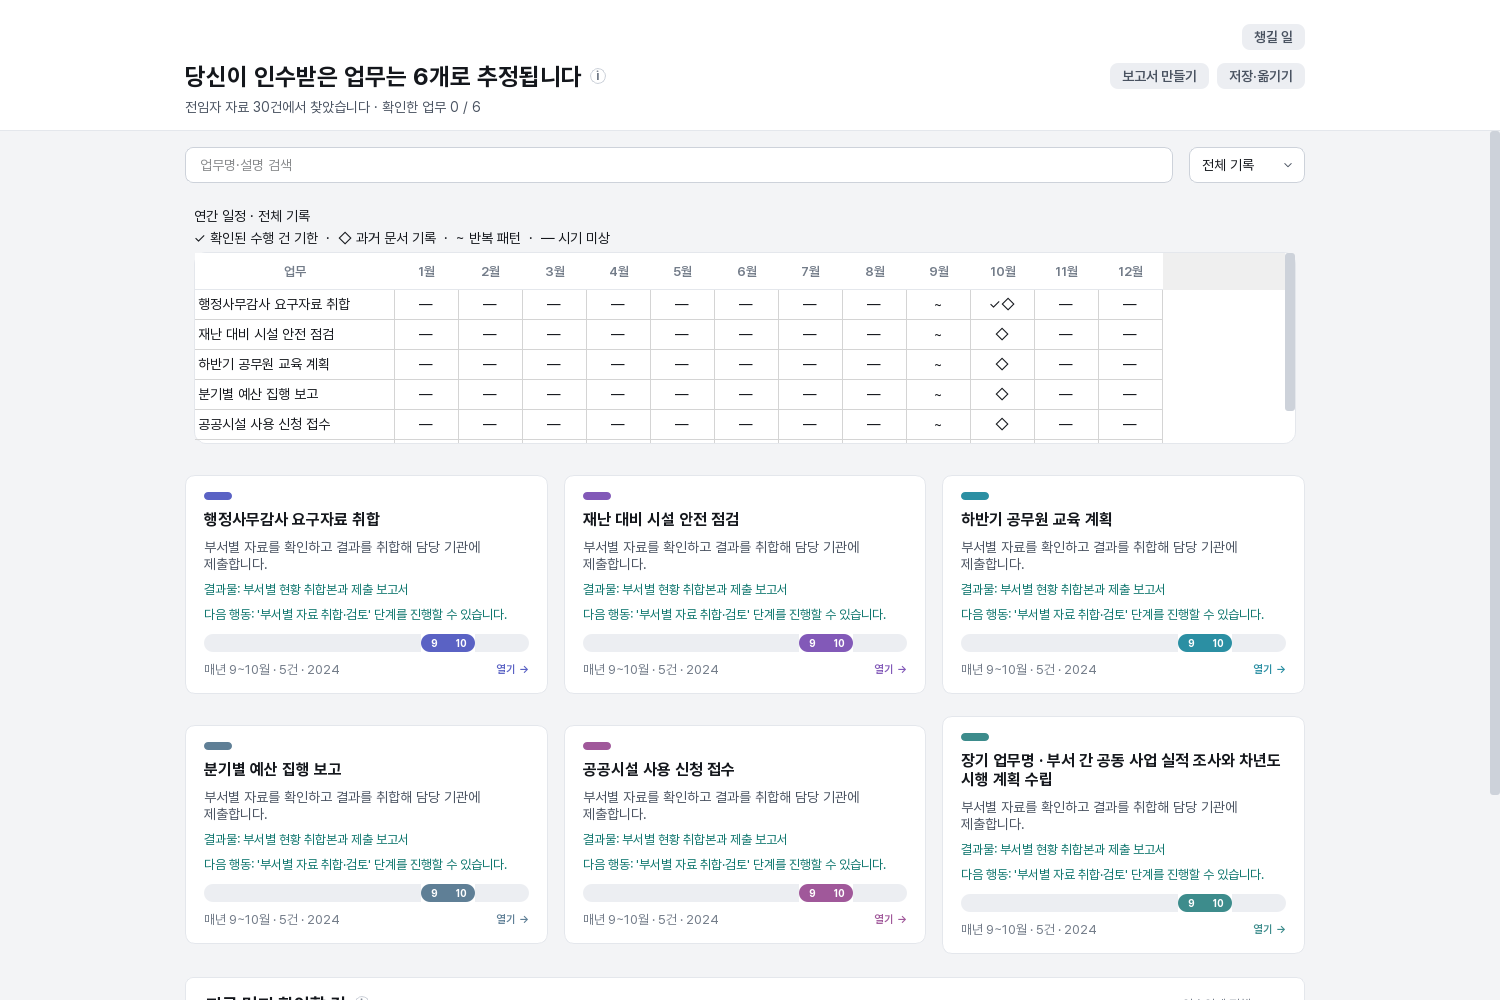 챙길 일
당신이 인수받은 업무는 6개로 추정됩니다 ⓘ
보고서 만들기
저장·옮기기
전임자 자료 30건에서 찾았습니다 · 확인한 업무 0 / 6
업무명·설명 검색
전체 기록
연간 일정 · 전체 기록
✓ 확인된 수행 건 기한 · ◇ 과거 문서 기록 · ~ 반복 패턴 · — 시기 미상
업무 1월 2월 3월 4월 5월 6월 7월 8월 9월 10월 11월 12월
행정사무감사 요구자료 취합 — — — — — — — — ~ ✓◇ — —
재난 대비 시설 안전 점검 — — — — — — — — ~ ◇ — —
하반기 공무원 교육 계획 — — — — — — — — ~ ◇ — —
분기별 예산 집행 보고 — — — — — — — — ~ ◇ — —
공공시설 사용 신청 접수 — — — — — — — — ~ ◇ — —
행정사무감사 요구자료 취합
부서별 자료를 확인하고 결과를 취합해 담당 기관에
제출합니다.
결과물: 부서별 현황 취합본과 제출 보고서
다음 행동: '부서별 자료 취합·검토' 단계를 진행할 수 있습니다.
9 10
매년 9~10월 · 5건 · 2024
열기 →
재난 대비 시설 안전 점검
부서별 자료를 확인하고 결과를 취합해 담당 기관에
제출합니다.
결과물: 부서별 현황 취합본과 제출 보고서
다음 행동: '부서별 자료 취합·검토' 단계를 진행할 수 있습니다.
9 10
매년 9~10월 · 5건 · 2024
열기 →
하반기 공무원 교육 계획
부서별 자료를 확인하고 결과를 취합해 담당 기관에
제출합니다.
결과물: 부서별 현황 취합본과 제출 보고서
다음 행동: '부서별 자료 취합·검토' 단계를 진행할 수 있습니다.
9 10
매년 9~10월 · 5건 · 2024
열기 →
분기별 예산 집행 보고
부서별 자료를 확인하고 결과를 취합해 담당 기관에
제출합니다.
결과물: 부서별 현황 취합본과 제출 보고서
다음 행동: '부서별 자료 취합·검토' 단계를 진행할 수 있습니다.
9 10
매년 9~10월 · 5건 · 2024
열기 →
공공시설 사용 신청 접수
부서별 자료를 확인하고 결과를 취합해 담당 기관에
제출합니다.
결과물: 부서별 현황 취합본과 제출 보고서
다음 행동: '부서별 자료 취합·검토' 단계를 진행할 수 있습니다.
9 10
매년 9~10월 · 5건 · 2024
열기 →
장기 업무명 · 부서 간 공동 사업 실적 조사와 차년도
시행 계획 수립
부서별 자료를 확인하고 결과를 취합해 담당 기관에
제출합니다.
결과물: 부서별 현황 취합본과 제출 보고서
다음 행동: '부서별 자료 취합·검토' 단계를 진행할 수 있습니다.
9 10
매년 9~10월 · 5건 · 2024
열기 →